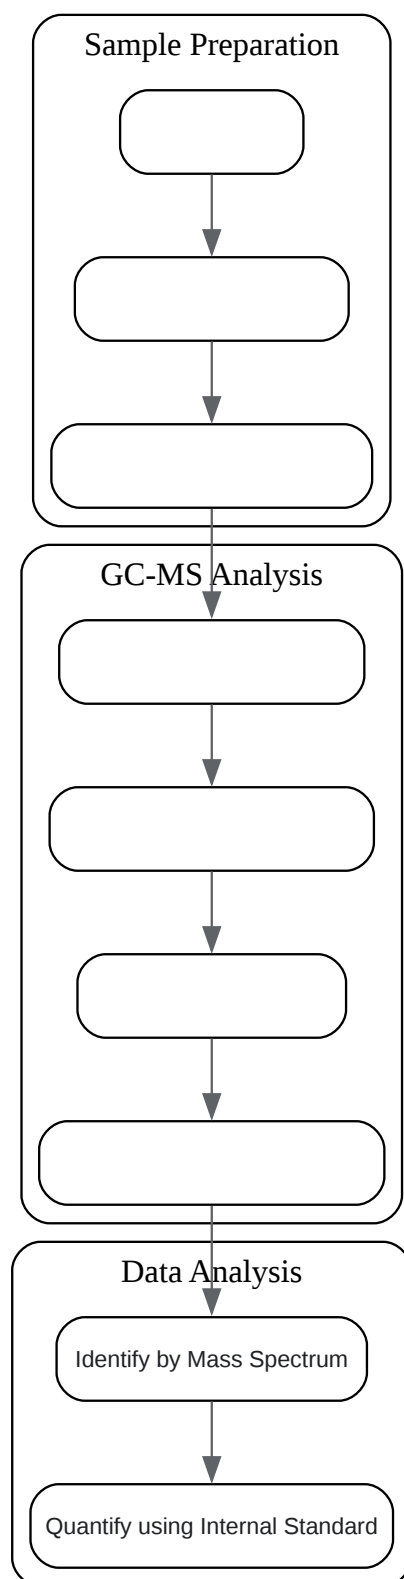 Sample Preparation
GC-MS Analysis
Data Analysis
Identify by Mass Spectrum
Quantify using Internal Standard